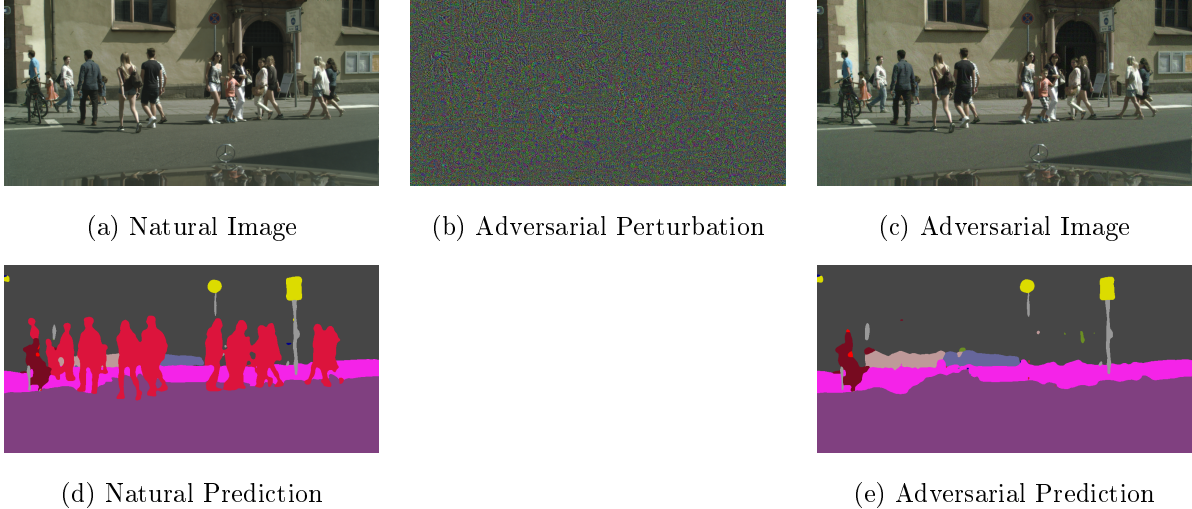 (a) Natural Image
(b) Adversarial Perturbation
(c) Adversarial Image
(d) Natural Prediction
(e) Adversarial Prediction